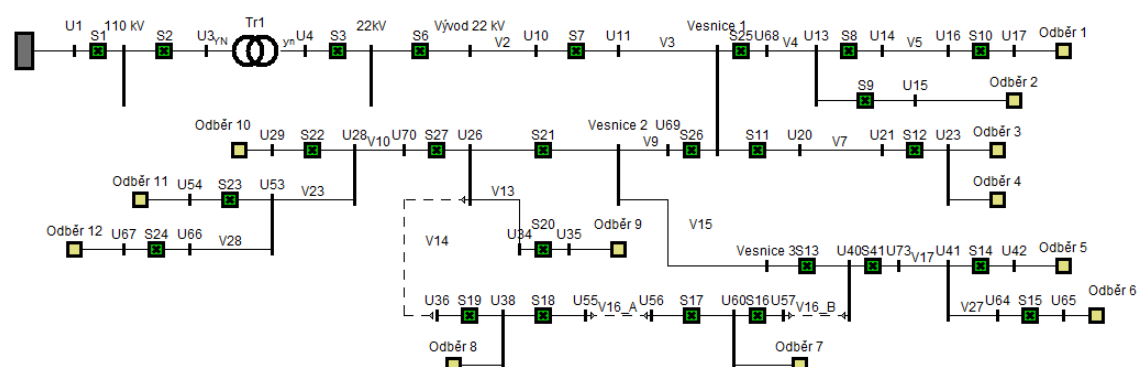 Tr1
U1 110 kV U3 YN yn U4 22kV Vývod 22 kV U10 U11 Vesnice 1 U68 U13 U14 U16 U17 Odběr 1
S1 S2 S3 S6 V2 S7 V3 S25 V4 S8 V5 S10
S9 U15 Odběr 2
Odběr 10 U29 S22 U28 V10 U70 S27 U26 S21 Vesnice 2 V9 U69 S26 S11 U20 V7 U21 S12 U23 Odběr 3
Odběr 11 U54 S23 U53 V23 V13 Odběr 4
Odběr 12 U67 S24 U66 V28 V14 U34 S20 U35 Odběr 9 V15
Vesnice 3 S13 U40 S41 U73 V17 U41 S14 U42 Odběr 5
U36 S19 U38 S18 U55 V16_A U56 S17 U60 S16 U57 V16_B V27 U64 S15 U65 Odběr 6
Odběr 8 Odběr 7